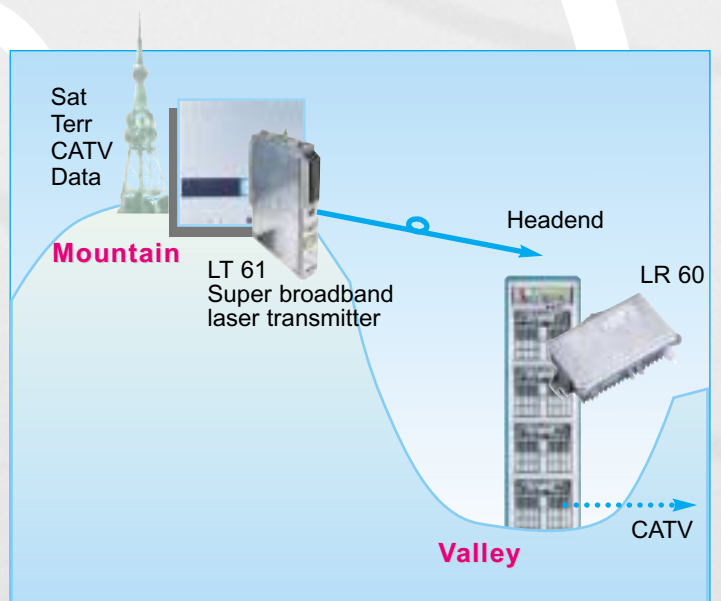 Sat
Terr
CATV
Data
Mountain
LT 61
Super broadband
laser transmitter
Headend
LR 60
CATV
Valley